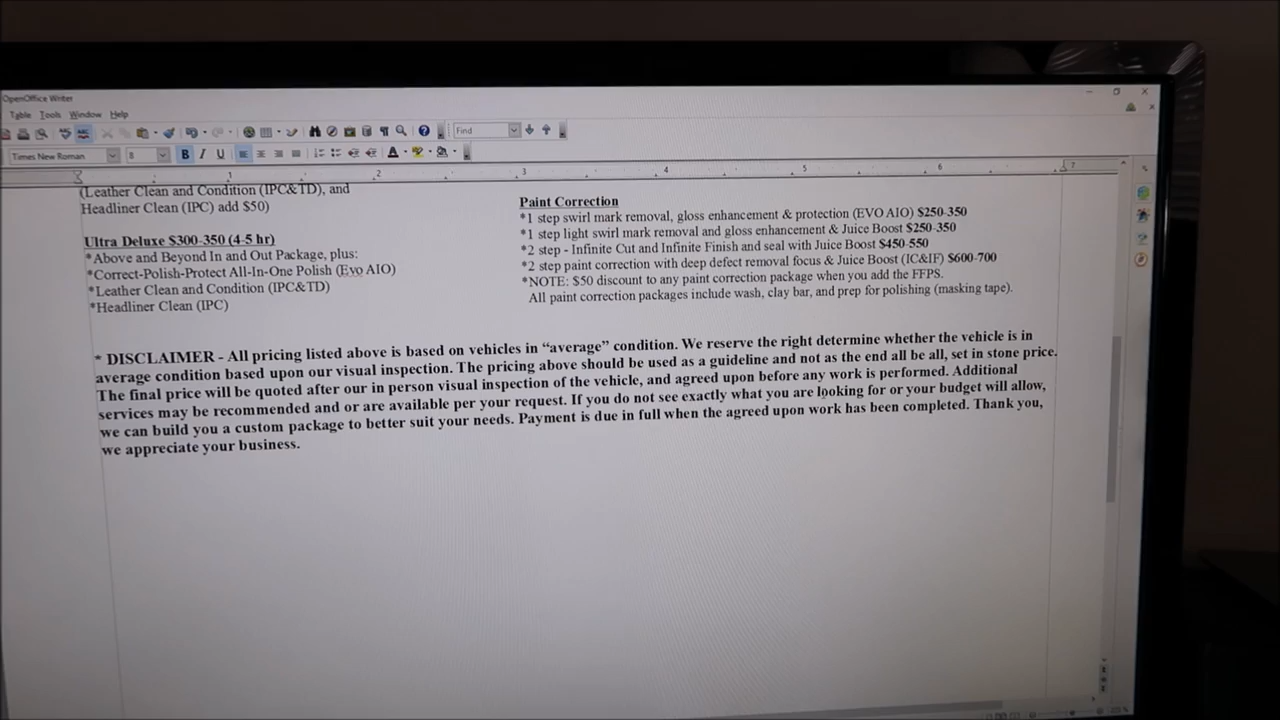 OpenOffice Writer
Table Tools Window Help
Find
Times New Roman 8 B I U A
1 2 3 4 5 6 7
(Leather Clean and Condition (IPC&TD), and
Headliner Clean (IPC) add $50)
Ultra Deluxe $300-350 (4-5 hr)
*Above and Beyond In and Out Package, plus:
*Correct-Polish-Protect All-In-One Polish (Evo AIO)
*Leather Clean and Condition (IPC&TD)
*Headliner Clean (IPC)
Paint Correction
*1 step swirl mark removal, gloss enhancement & protection (EVO AIO) $250-350
*1 step light swirl mark removal and gloss enhancement & Juice Boost $250-350
*2 step - Infinite Cut and Infinite Finish and seal with Juice Boost $450-550
*2 step paint correction with deep defect removal focus & Juice Boost (IC&IF) $600-700
*NOTE: $50 discount to any paint correction package when you add the FFPS.
All paint correction packages include wash, clay bar, and prep for polishing (masking tape).
* DISCLAIMER - All pricing listed above is based on vehicles in “average” condition. We reserve the right determine whether the vehicle is in
average condition based upon our visual inspection. The pricing above should be used as a guideline and not as the end all be all, set in stone price.
The final price will be quoted after our in person visual inspection of the vehicle, and agreed upon before any work is performed. Additional
services may be recommended and or are available per your request. If you do not see exactly what you are looking for or your budget will allow,
we can build you a custom package to better suit your needs. Payment is due in full when the agreed upon work has been completed. Thank you,
we appreciate your business.